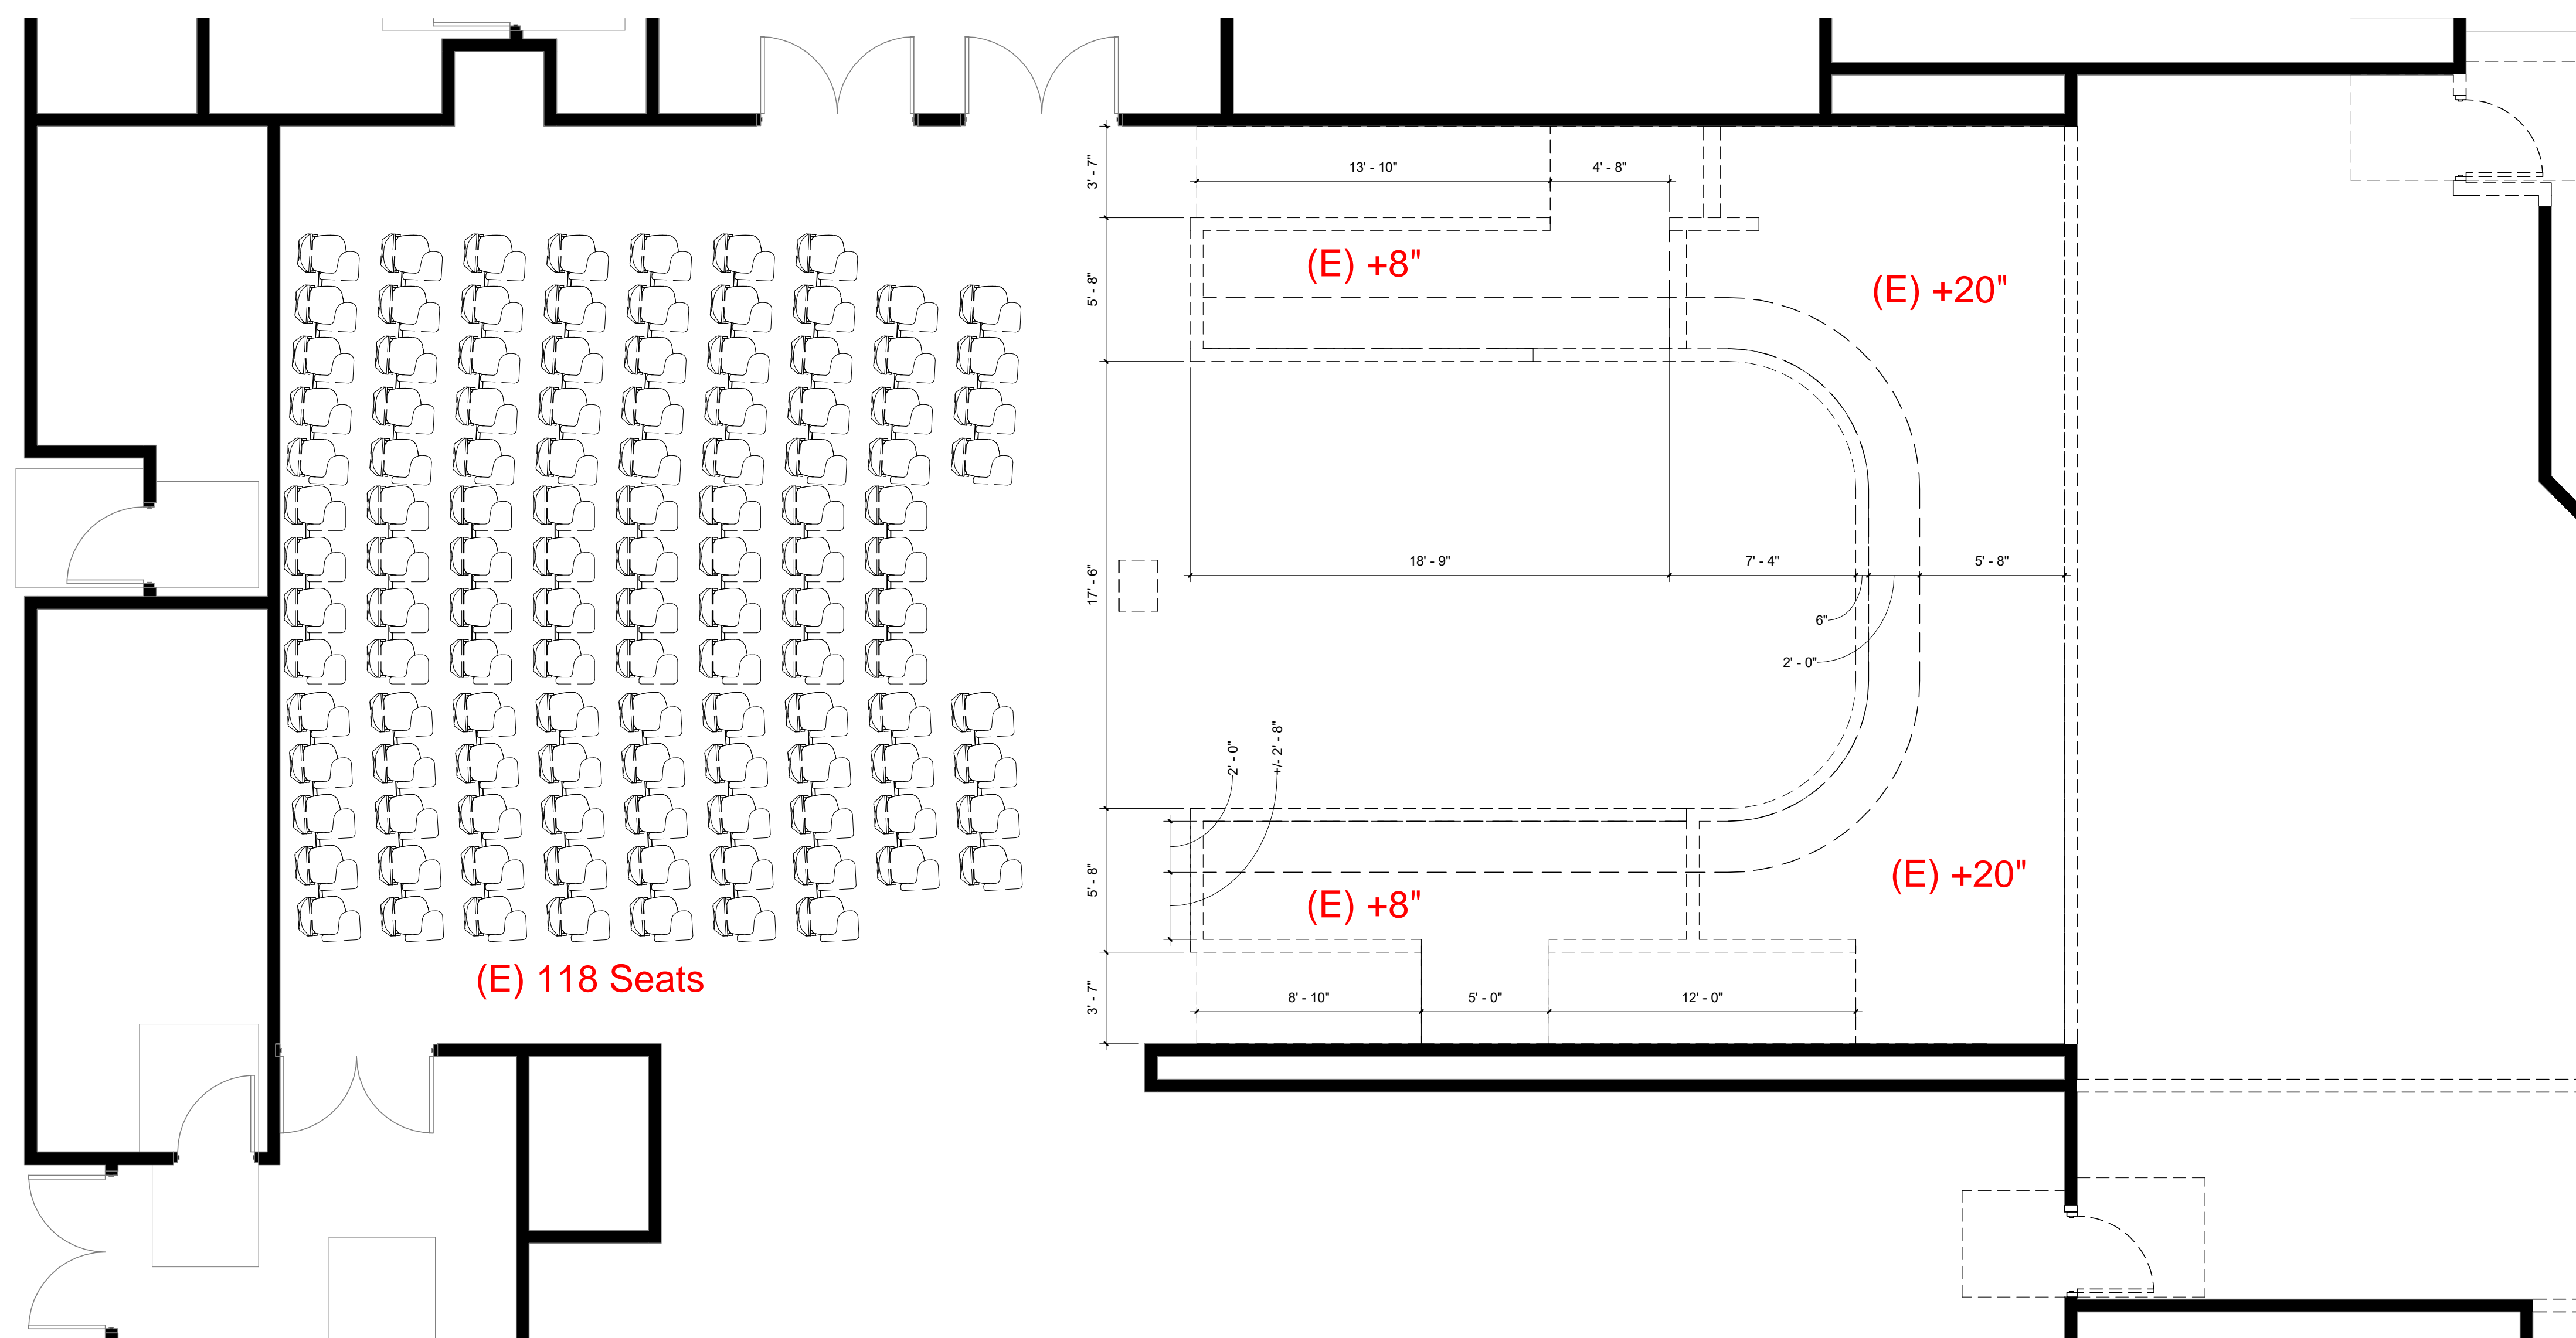 13' - 10"
4' - 8"
3' - 7"
(E) +8"
5' - 8"
(E) +20"
18' - 9"
7' - 4"
5' - 8"
17' - 6"
6"
2' - 0"
2' - 0"
+/- 2' - 8"
(E) +20"
5' - 8"
(E) +8"
(E) 118 Seats
3' - 7"
8' - 10"
5' - 0"
12' - 0"